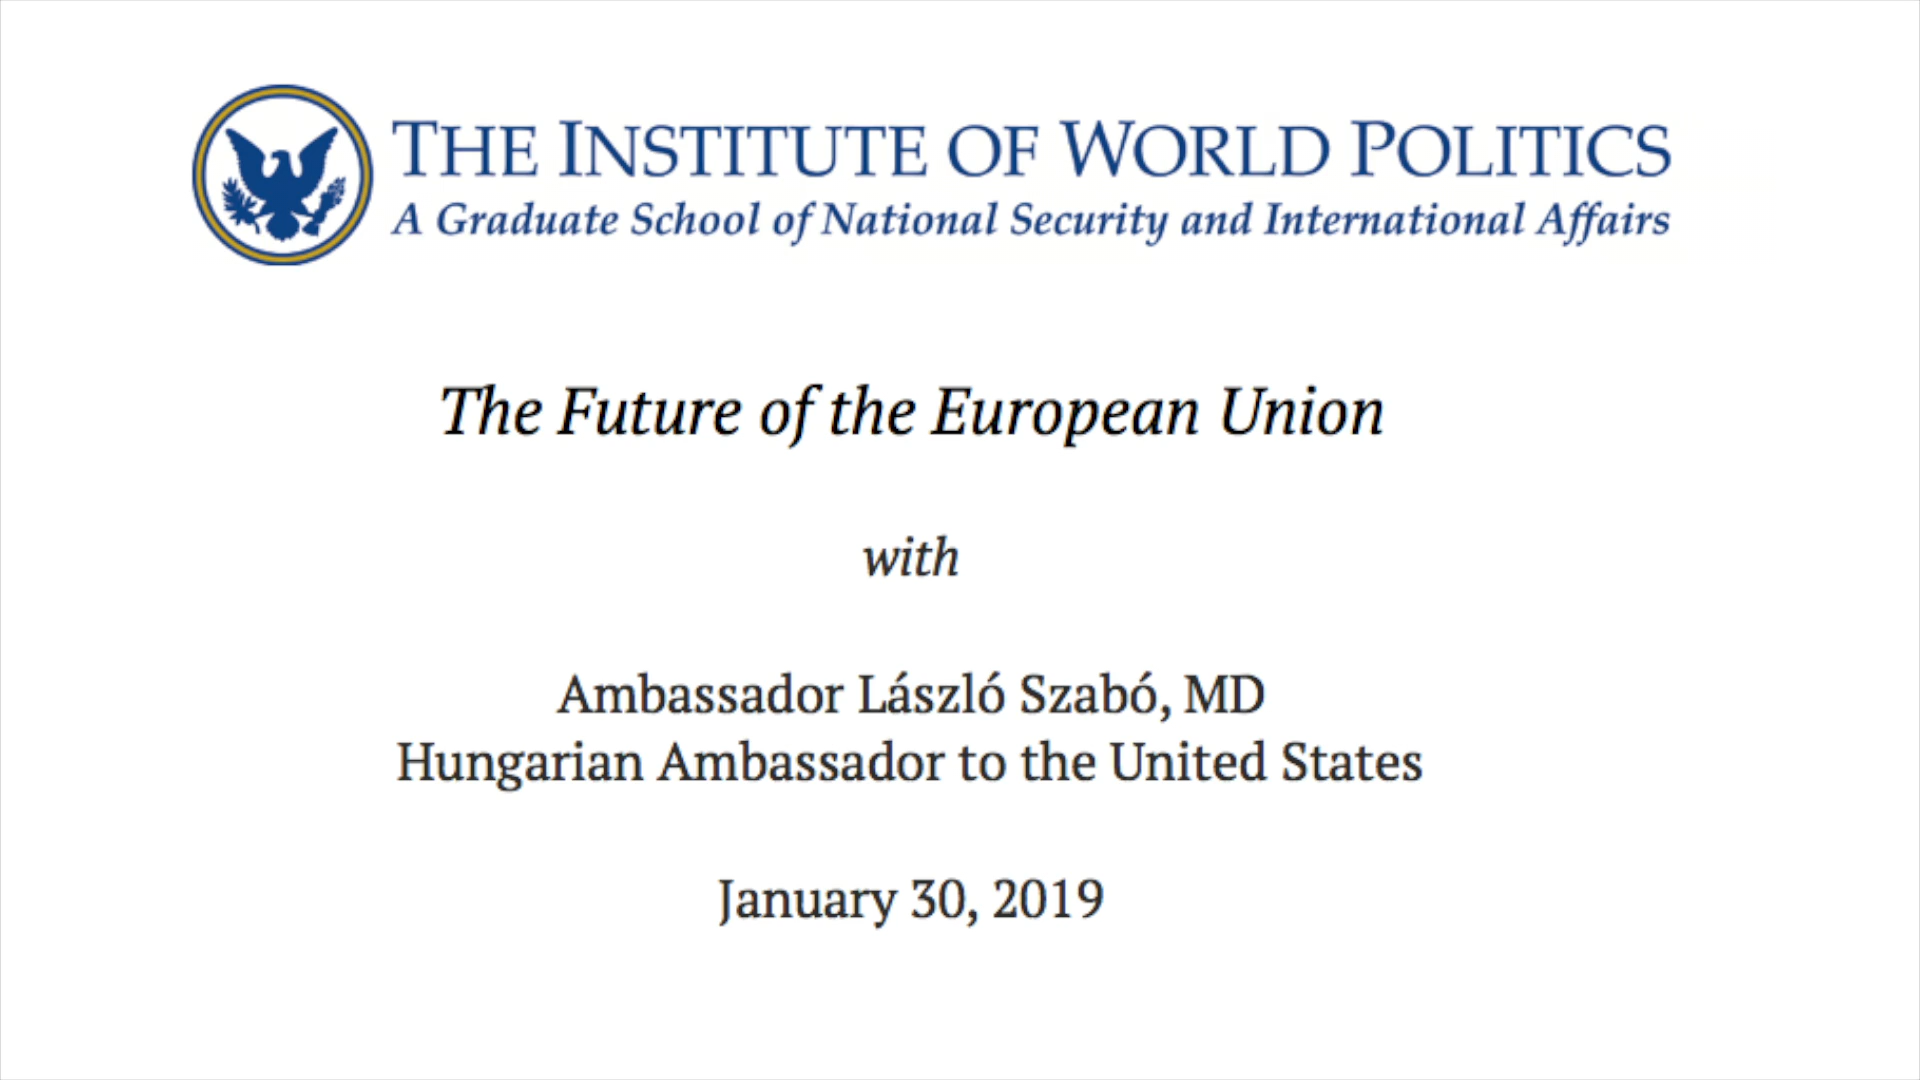 THE INSTITUTE OF WORLD POLITICS
A Graduate School of National Security and International Affairs
The Future of the European Union
with
Ambassador László Szabó, MD
Hungarian Ambassador to the United States
January 30, 2019